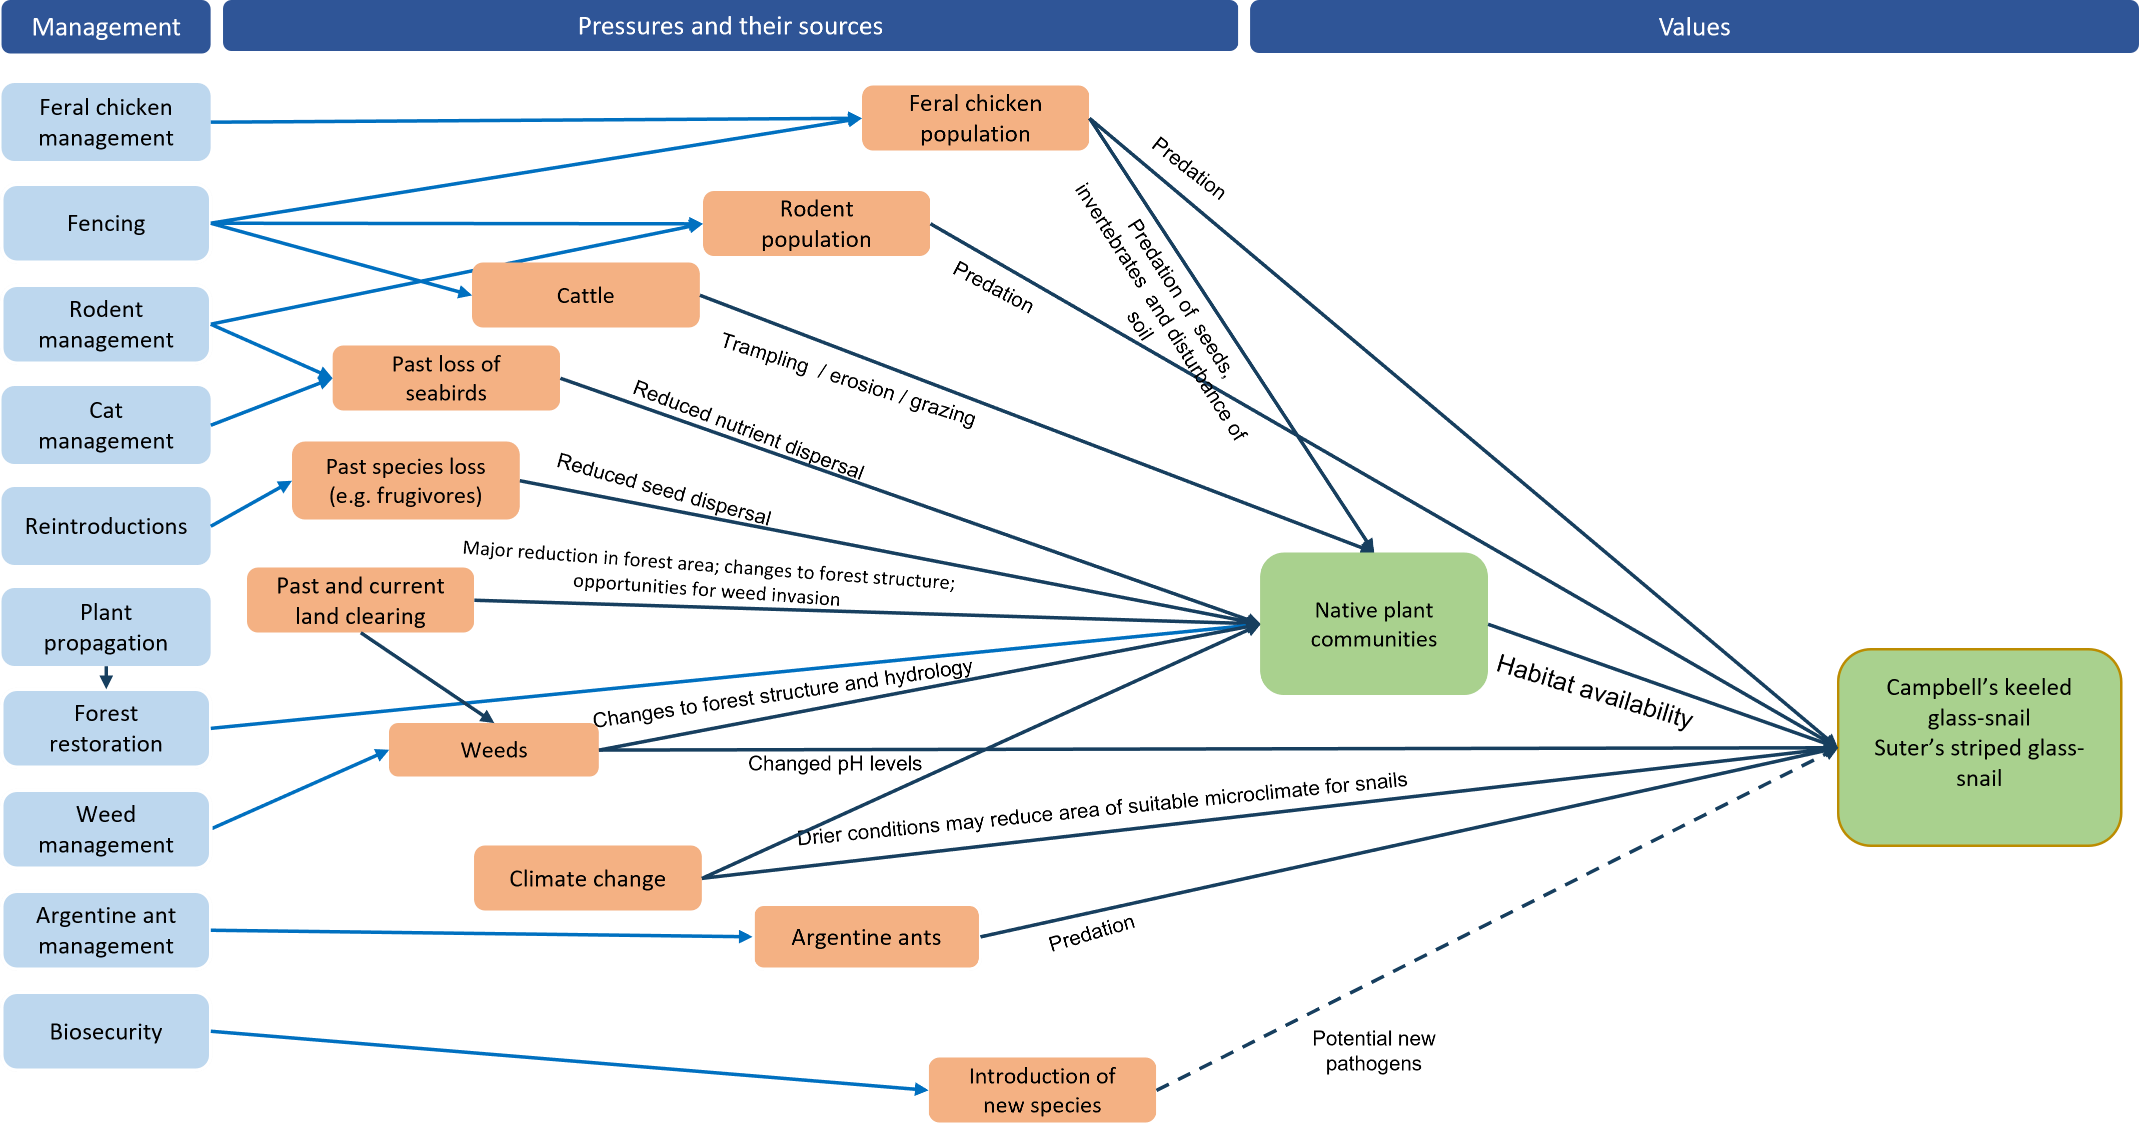 Management
Pressures and their sources
Values
Feral chicken
management
Fencing
Rodent
management
Cat
management
Reintroductions
Plant
propagation
Forest
restoration
Weed
management
Argentine ant
management
Biosecurity
Feral chicken
population
Rodent
population
Cattle
Past loss of
seabirds
Past species loss
(e.g. frugivores)
Past and current
land clearing
Weeds
Climate change
Argentine ants
Introduction of
new species
Predation
Predation of seeds,
invertebrates and disturbance of
soil
Predation
Trampling / erosion / grazing
Reduced nutrient dispersal
Reduced seed dispersal
Major reduction in forest area; changes to forest structure;
opportunities for weed invasion
Changes to forest structure and hydrology
Changed pH levels
Drier conditions may reduce area of suitable microclimate for snails
Predation
Potential new
pathogens
Native plant
communities
Habitat availability
Campbell’s keeled
glass-snail
Suter’s striped glass-
snail